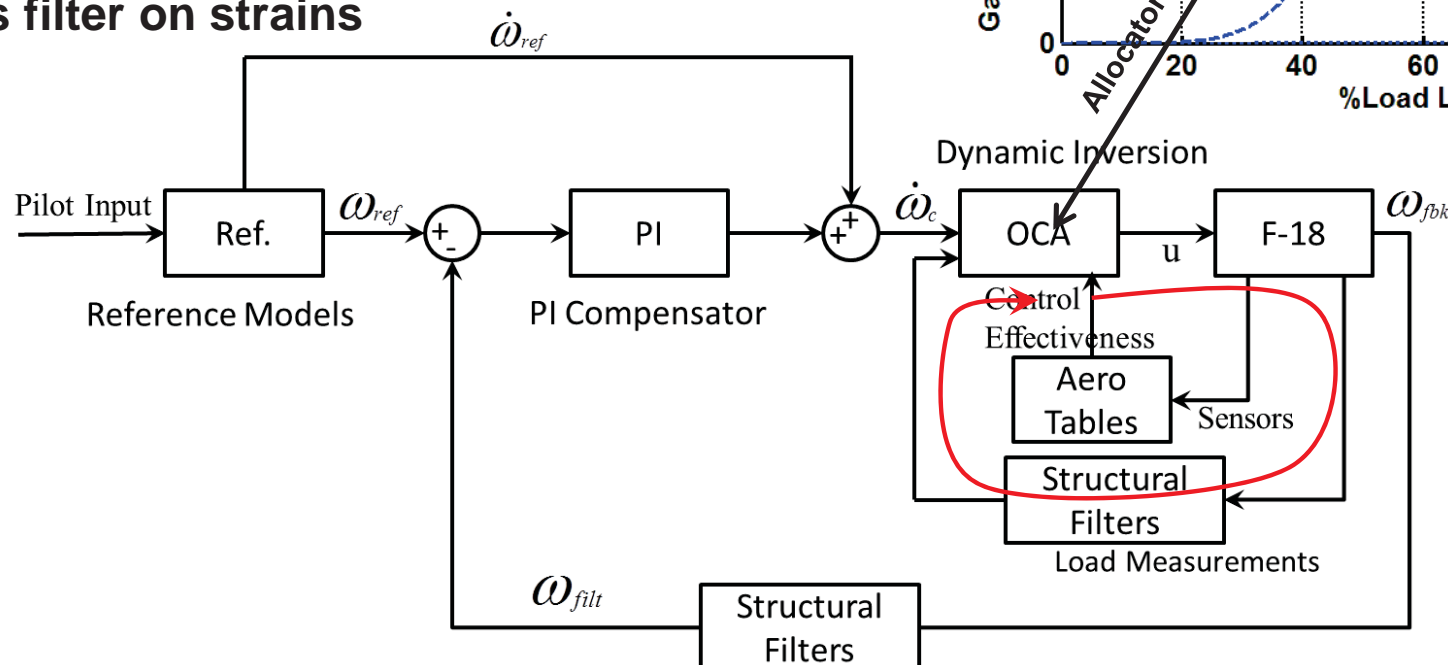 s filter on strains
ω̇ref
Ga
0
0 20 40 60
%Load L
Allocator
Dynamic Inversion
Pilot Input
Ref.
ωref
+
-
PI
+
+
ω̇c
OCA
u
F-18
ωfbk
Reference Models
PI Compensator
Control
Effectiveness
Aero
Tables
Sensors
Structural
Filters
Load Measurements
ωfilt
Structural
Filters